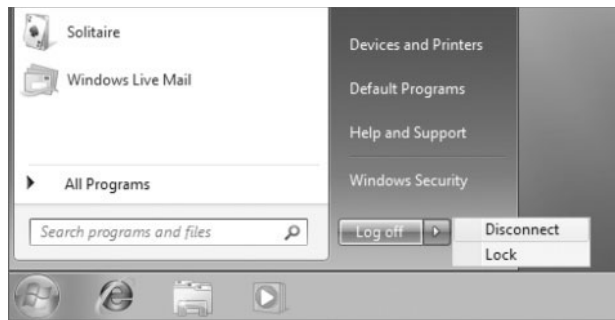 Solitaire
Windows Live Mail
All Programs
Search programs and files
Devices and Printers
Default Programs
Help and Support
Windows Security
Log off
Disconnect
Lock